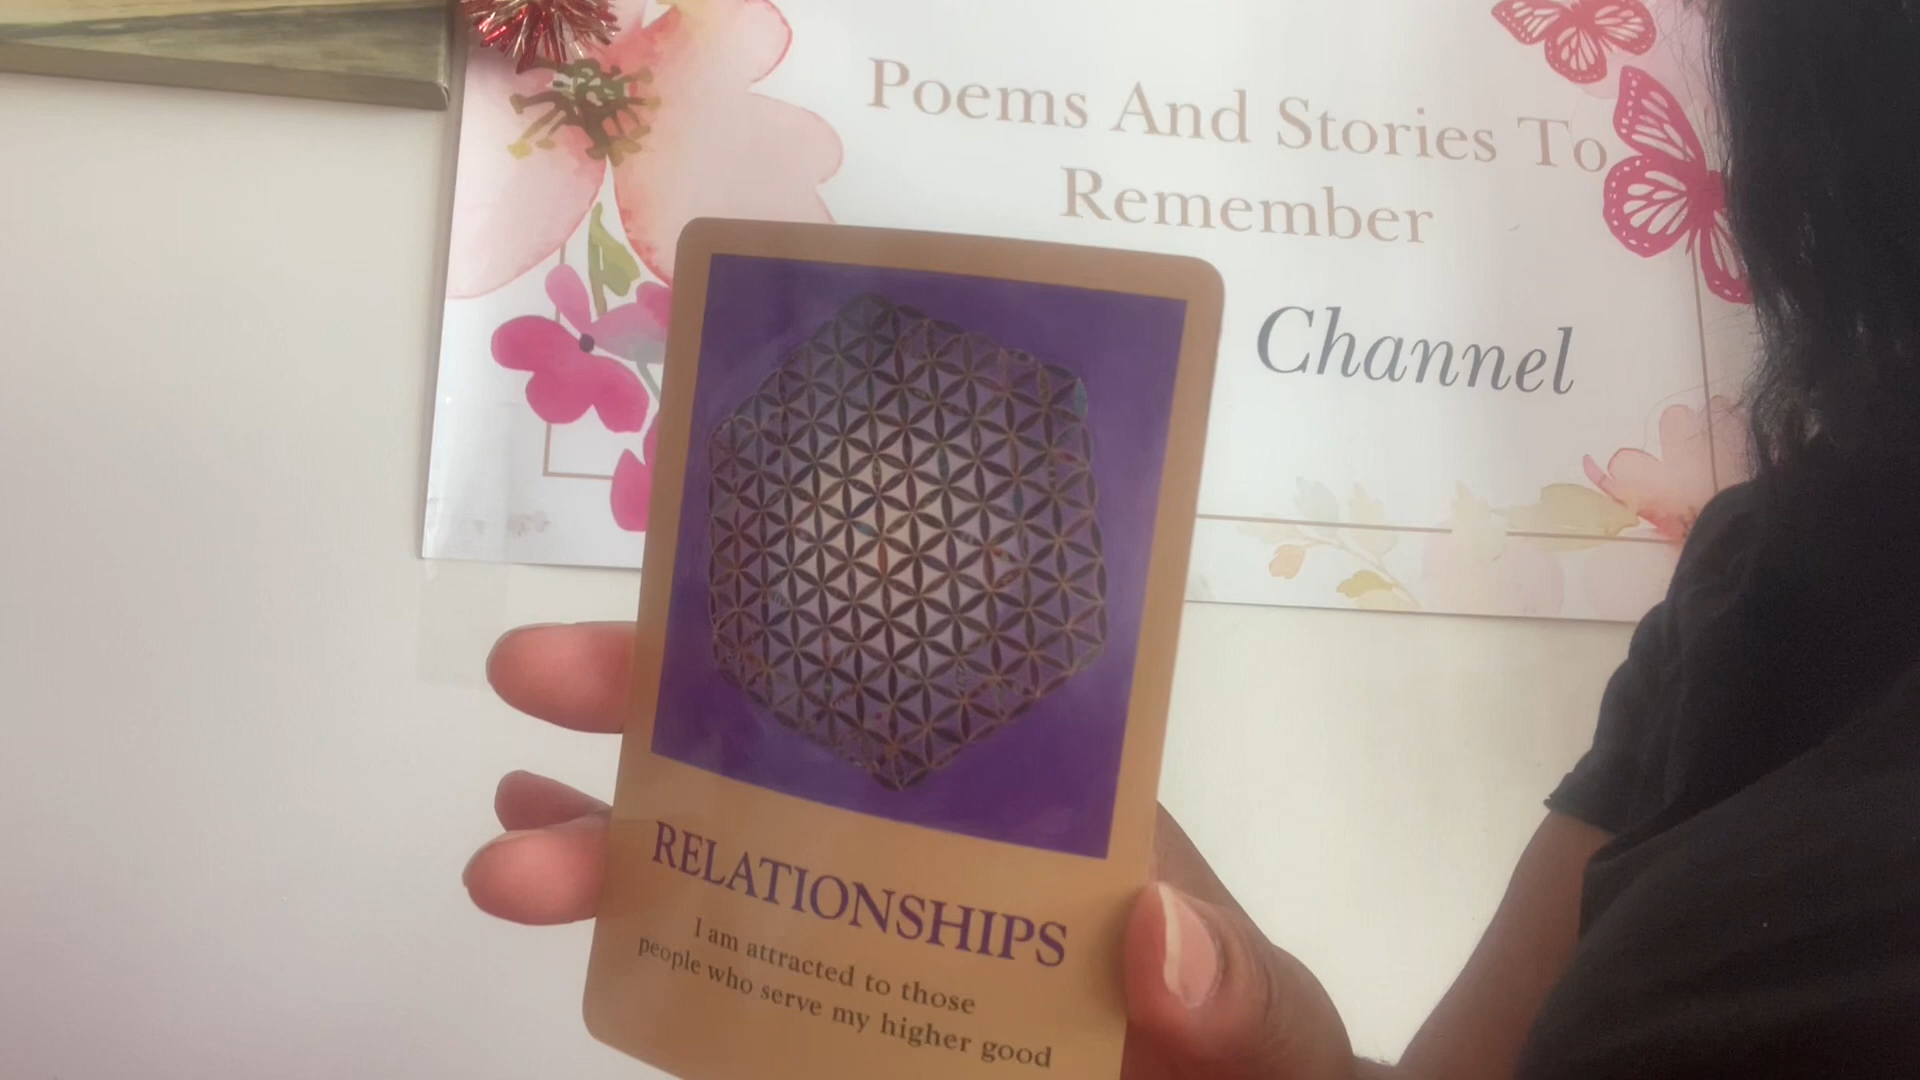 Poems And Stories To
Remember
Channel
RELATIONSHIPS
I am attracted to those
people who serve my higher good